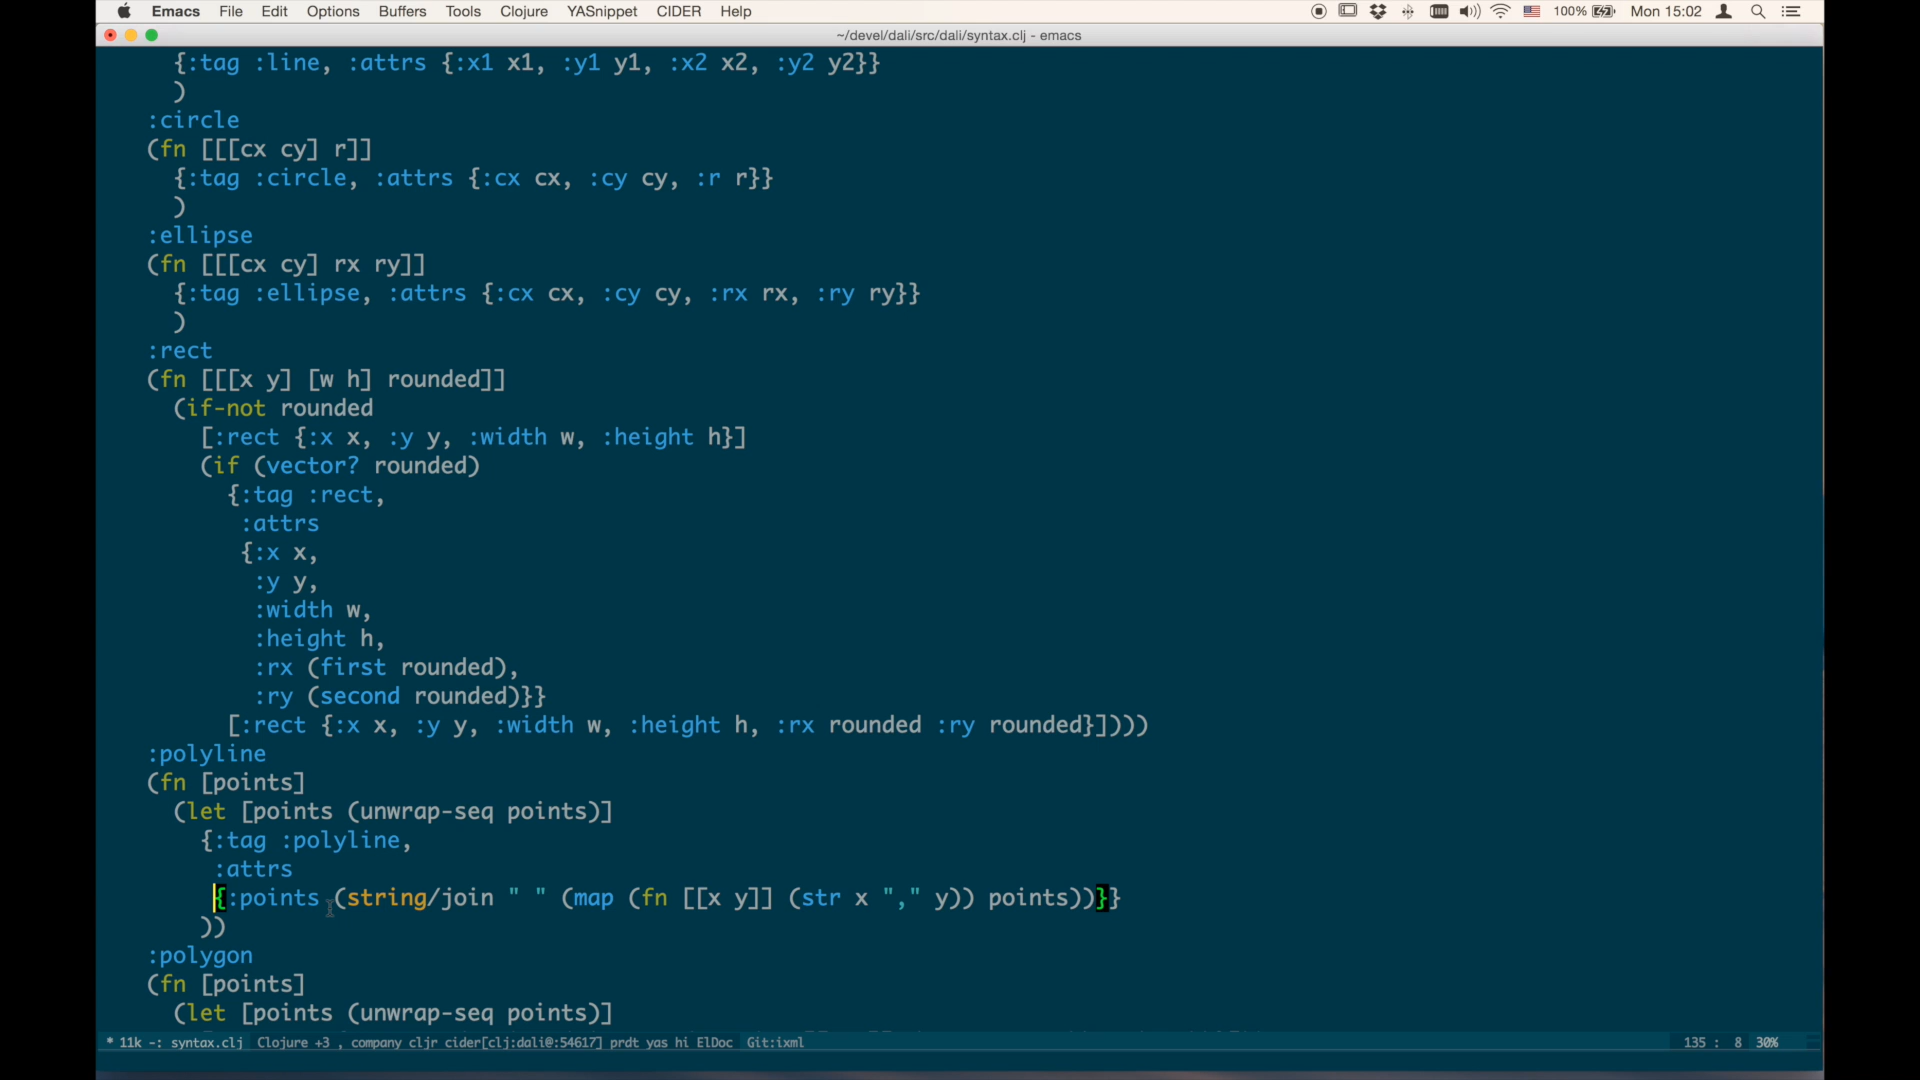 Emacs File Edit Options Buffers Tools Clojure YASnippet CIDER Help 100% Mon 15:02
~/devel/dali/src/dali/syntax.clj - emacs
{:tag :line, :attrs {:x1 x1, :y1 y1, :x2 x2, :y2 y2}}
)
:circle
(fn [[[cx cy] r]]
{:tag :circle, :attrs {:cx cx, :cy cy, :r r}}
)
:ellipse
(fn [[[cx cy] rx ry]]
{:tag :ellipse, :attrs {:cx cx, :cy cy, :rx rx, :ry ry}}
)
:rect
(fn [[[x y] [w h] rounded]]
(if-not rounded
[:rect {:x x, :y y, :width w, :height h}]
(if (vector? rounded)
{:tag :rect,
:attrs
{:x x,
:y y,
:width w,
:height h,
:rx (first rounded),
:ry (second rounded)}}
[:rect {:x x, :y y, :width w, :height h, :rx rounded :ry rounded}])))
:polyline
(fn [points]
(let [points (unwrap-seq points)]
{:tag :polyline,
:attrs
{:points (string/join " " (map (fn [[x y]] (str x "," y)) points))}}
))
:polygon
(fn [points]
(let [points (unwrap-seq points)]
* 11k -: syntax.clj Clojure +3 , company cljr cider[clj:dali@:54617] prdt yas hi ElDoc Git:ixml 135 : 8 30%